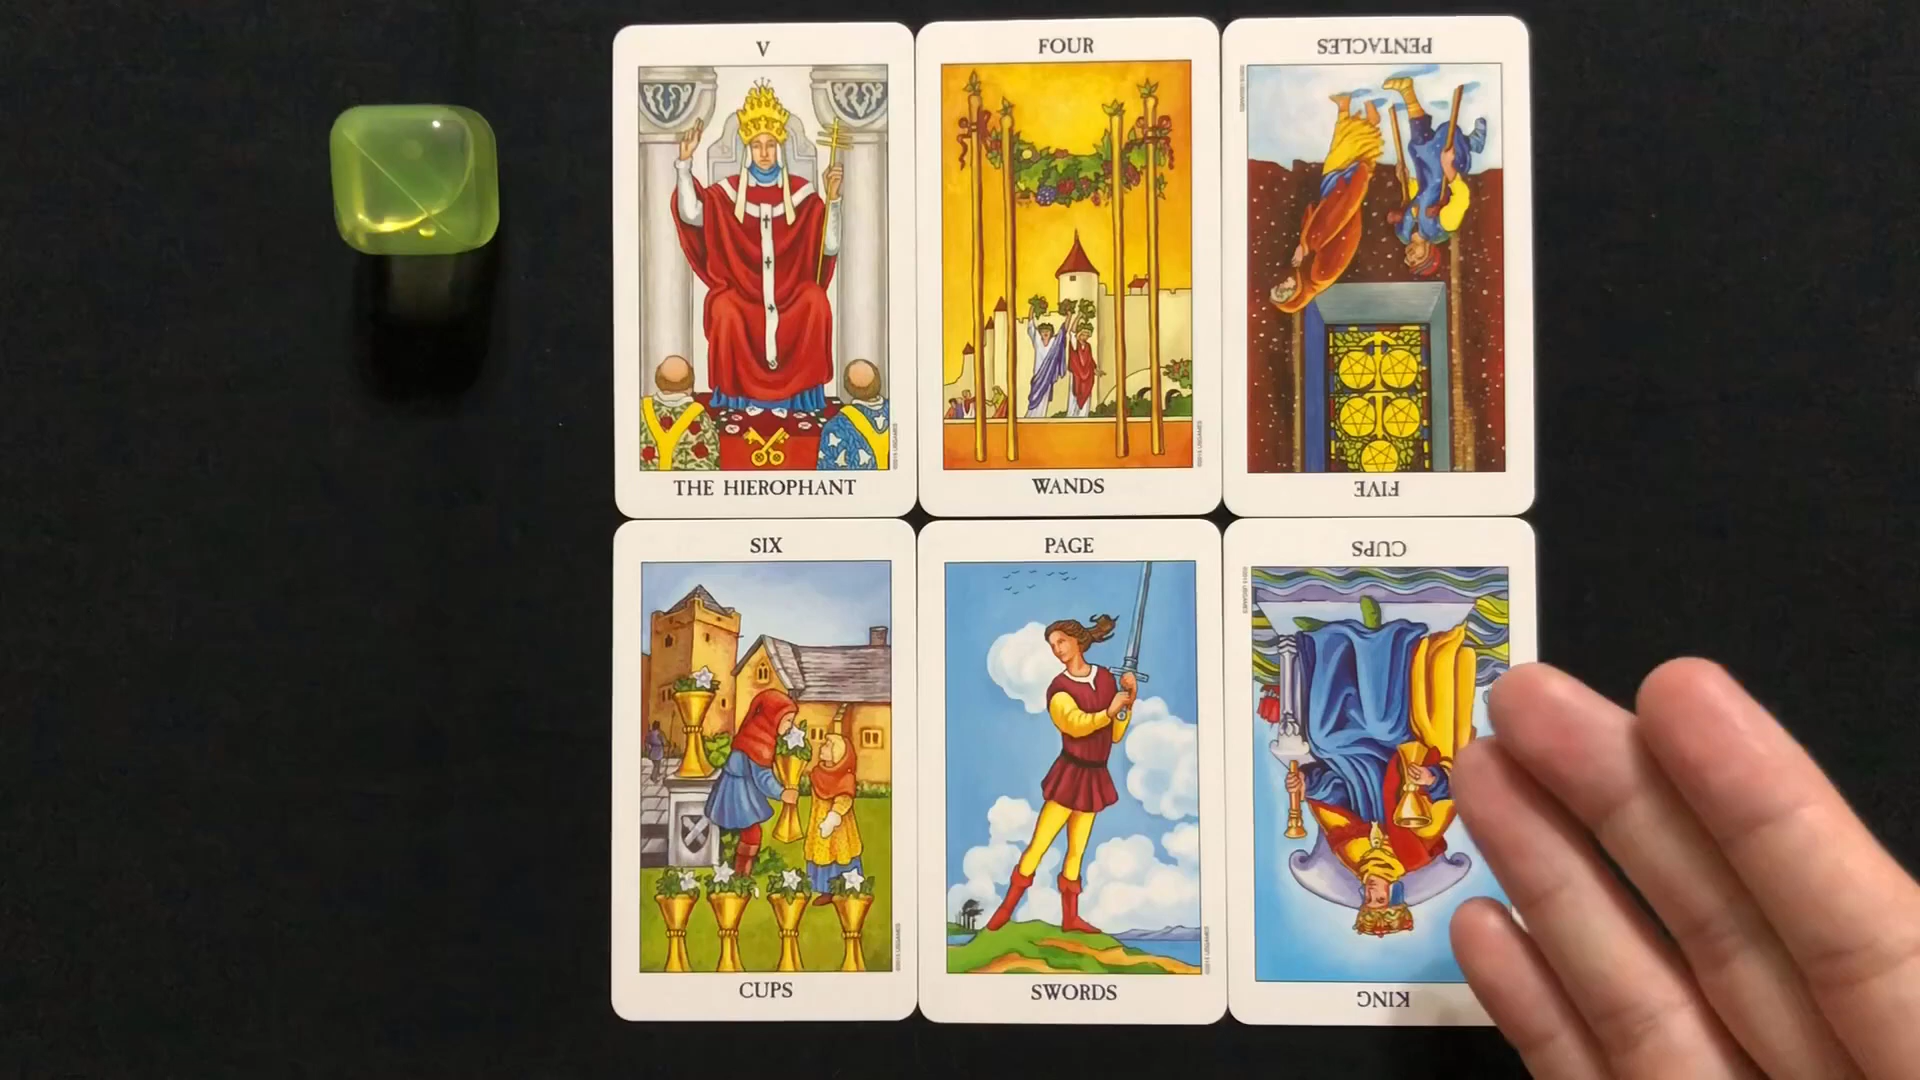 V
THE HIEROPHANT
FOUR
WANDS
PENTACLES
FIVE
SIX
CUPS
PAGE
SWORDS
CUPS
KING